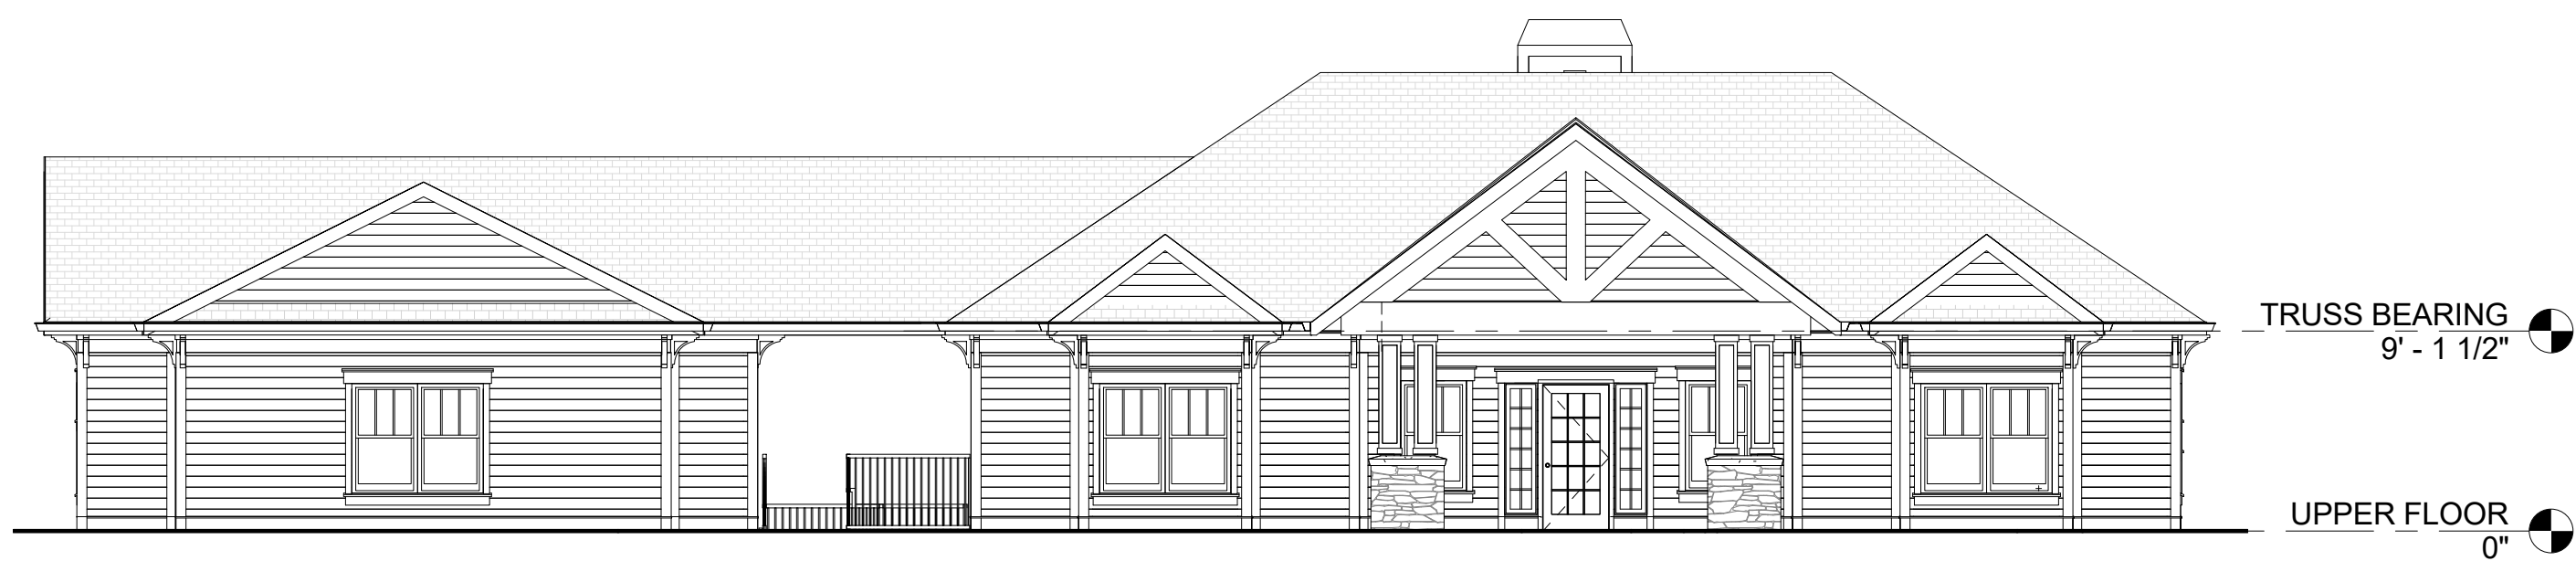 TRUSS BEARING
9' - 1 1/2"
UPPER FLOOR
0"